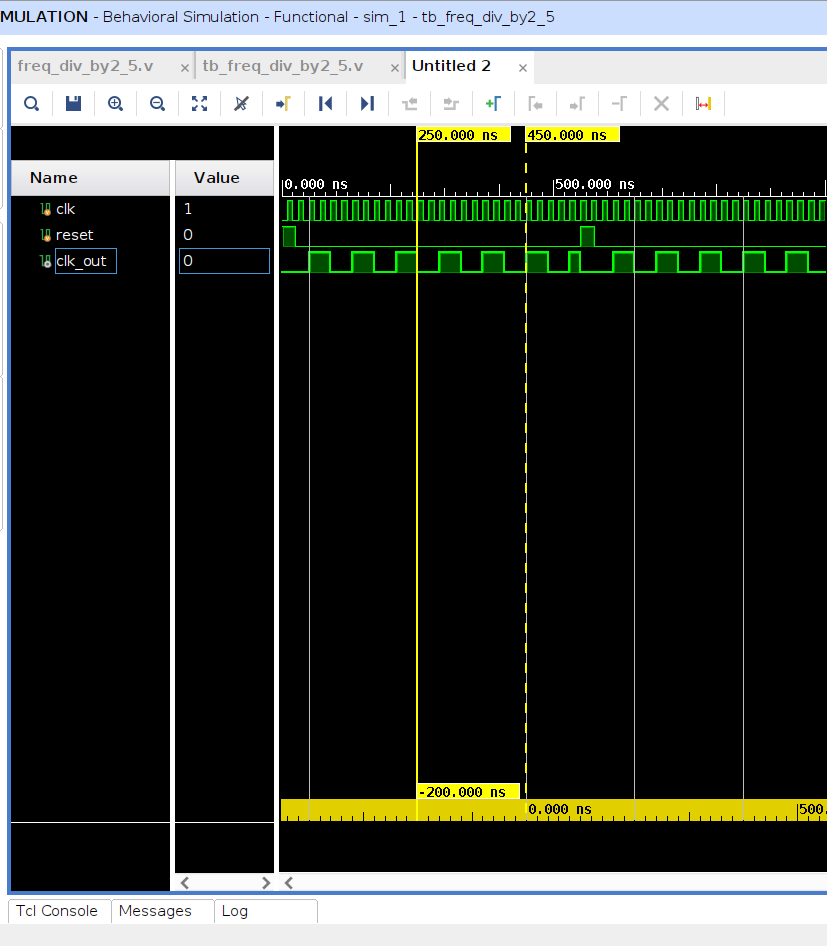 MULATION - Behavioral Simulation - Functional - sim_1 - tb_freq_div_by2_5
freq_div_by2_5.v × tb_freq_div_by2_5.v × Untitled 2 ×
250.000 ns 450.000 ns
Name Value
0.000 ns 500.000 ns
clk 1
reset 0
clk_out 0
-200.000 ns
0.000 ns 500.
Tcl Console Messages Log